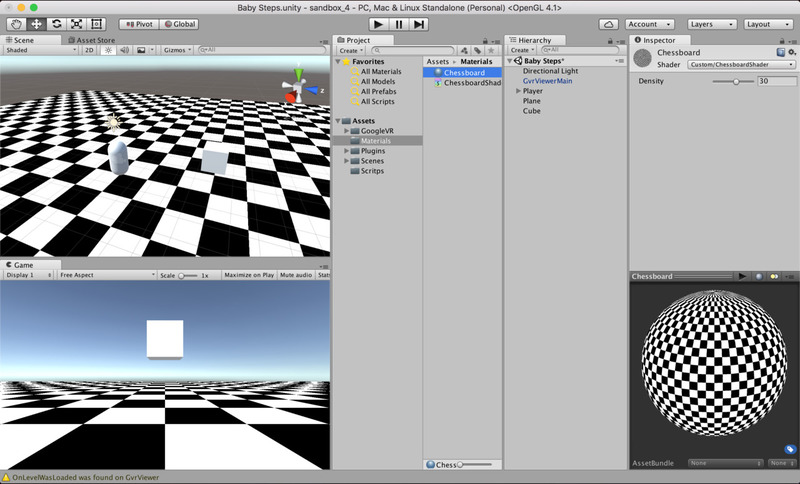 Baby Steps.unity - sandbox_4 - PC, Mac & Linux Standalone (Personal) <OpenGL 4.1>
Pivot Global Account Layers Layout
Scene Asset Store
Shaded 2D Gizmos All
z
Game
Display 1 Free Aspect Scale 1x Maximize on Play Mute audio Stats
Project
Create
Favorites
All Materials
All Models
All Prefabs
All Scripts
Assets
GoogleVR
Materials
Plugins
Scenes
Scritps
Assets Materials
Chessboard
ChessboardShad
Chess
Hierarchy
Create All
Baby Steps*
Directional Light
GvrViewerMain
Player
Plane
Cube
Inspector
Chessboard
Shader Custom/ChessboardShader
Density 30
Chessboard
AssetBundle None None
OnLevelWasLoaded was found on GvrViewer